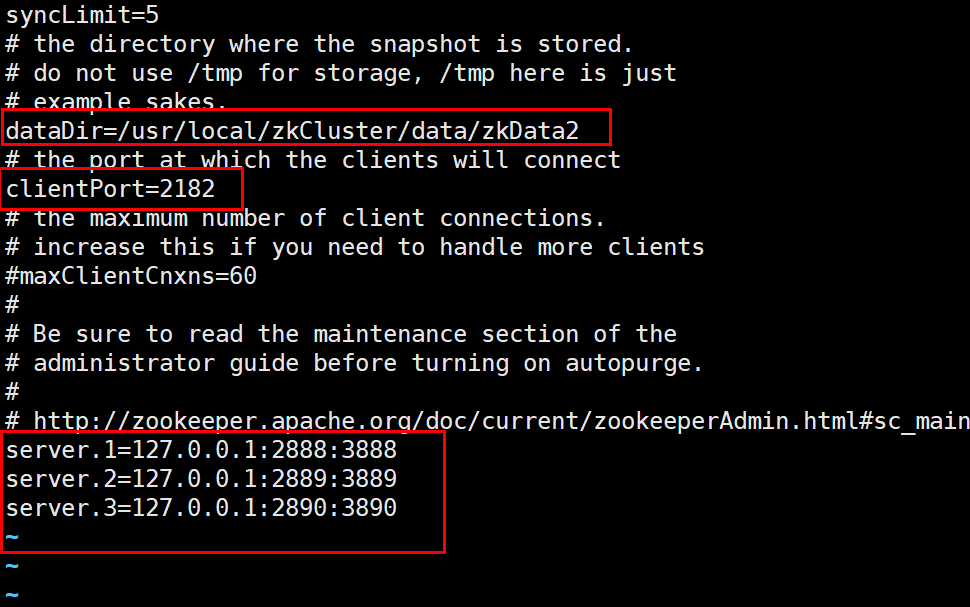 syncLimit=5
# the directory where the snapshot is stored.
# do not use /tmp for storage, /tmp here is just
# example sakes.
dataDir=/usr/local/zkCluster/data/zkData2
# the port at which the clients will connect
clientPort=2182
# the maximum number of client connections.
# increase this if you need to handle more clients
#maxClientCnxns=60
#
# Be sure to read the maintenance section of the
# administrator guide before turning on autopurge.
#
# http://zookeeper.apache.org/doc/current/zookeeperAdmin.html#sc_main
server.1=127.0.0.1:2888:3888
server.2=127.0.0.1:2889:3889
server.3=127.0.0.1:2890:3890
~
~
~